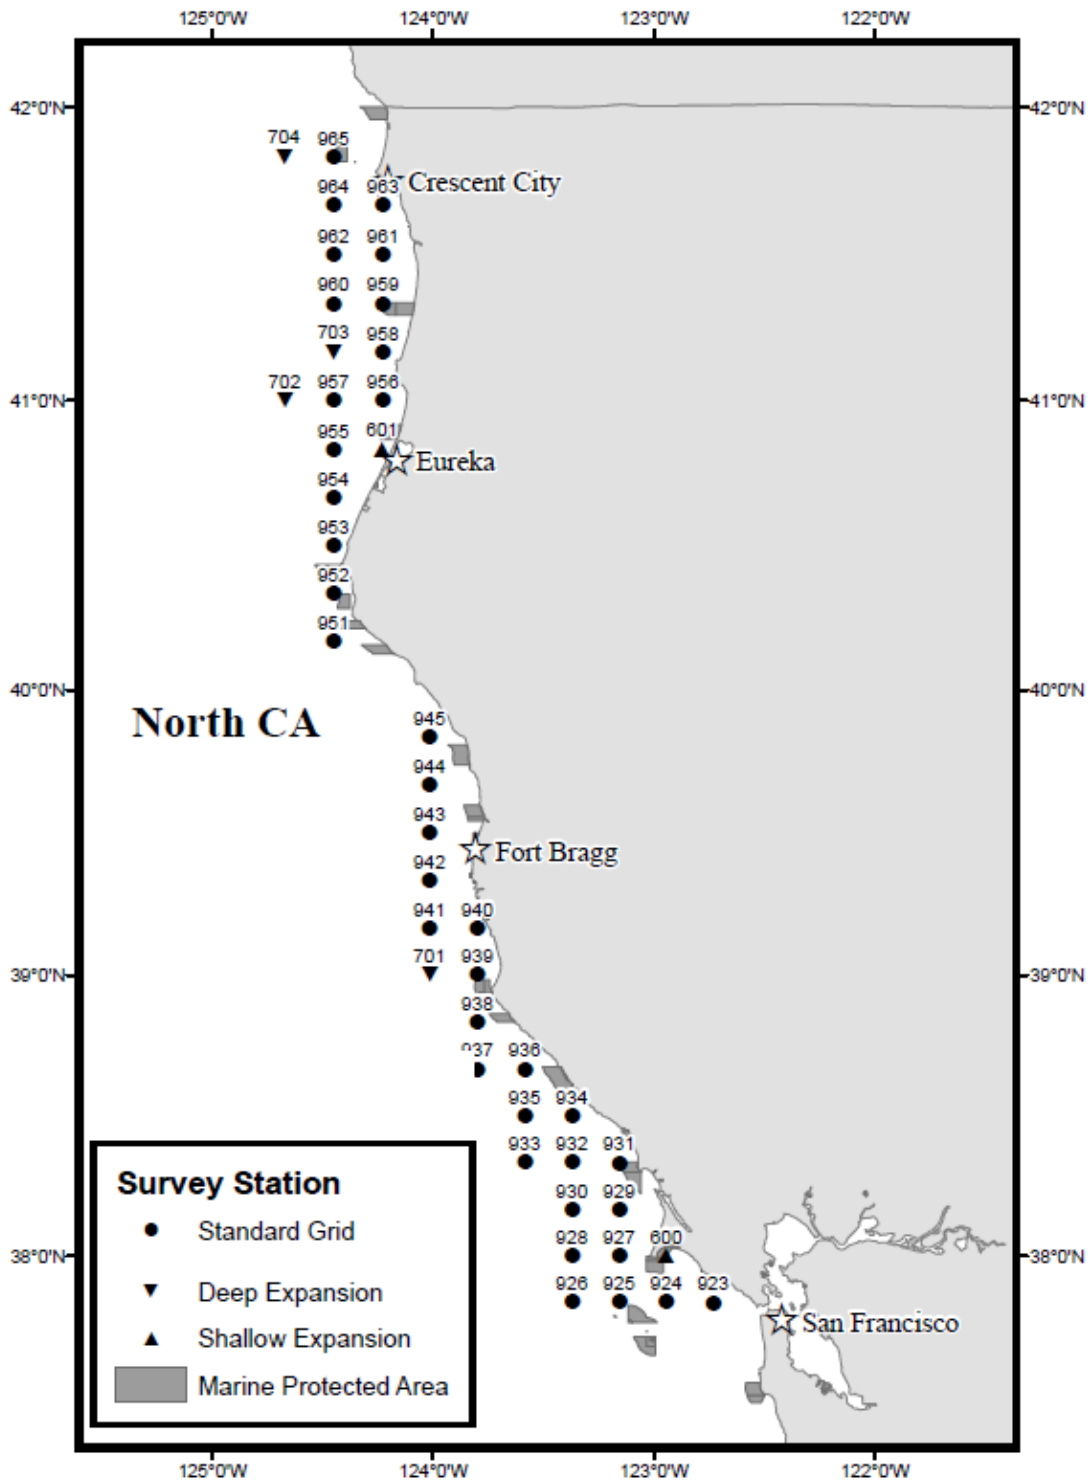 125°0'W 124°0'W 123°0'W 122°0'W
42°0'N 42°0'N
704 965
Crescent City
964 963
962 961
960 959
703 958
702 957 956
41°0'N 41°0'N
955 601
Eureka
954
953
952
951
40°0'N 40°0'N
North CA
945
944
943
Fort Bragg
942
941 940
701 939
39°0'N 39°0'N
938
937 936
935 934
933 932 931
930 929
928 927 600
38°0'N 38°0'N
926 925 924 923
San Francisco
Survey Station
Standard Grid
Deep Expansion
Shallow Expansion
Marine Protected Area
125°0'W 124°0'W 123°0'W 122°0'W